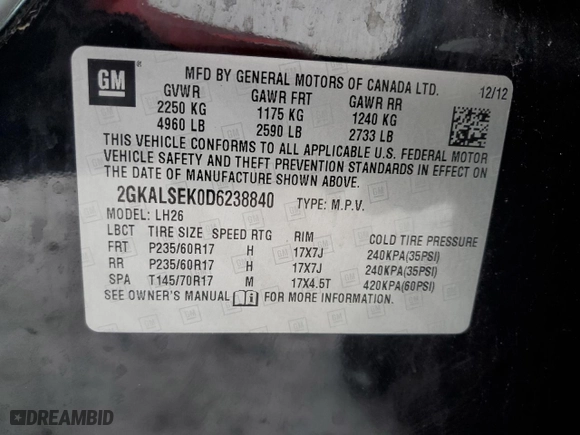 GM
MFD BY GENERAL MOTORS OF CANADA LTD. 12/12
GVWR GAWR FRT GAWR RR
2250 KG 1175 KG 1240 KG
4960 LB 2590 LB 2733 LB
THIS VEHICLE CONFORMS TO ALL APPLICABLE U.S. FEDERAL MOTOR
VEHICLE SAFETY AND THEFT PREVENTION STANDARDS IN EFFECT ON
THE DATE OF MANUFACTURE SHOWN ABOVE.
2GKALSEK0D6238840 TYPE: M.P.V.
MODEL: LH26
LBCT TIRE SIZE SPEED RTG RIM COLD TIRE PRESSURE
FRT P235/60R17 H 17X7J 240KPA(35PSI)
RR P235/60R17 H 17X7J 240KPA(35PSI)
SPA T145/70R17 M 17X4.5T 420KPA(60PSI)
SEE OWNER'S MANUAL FOR MORE INFORMATION.
DREAMBID